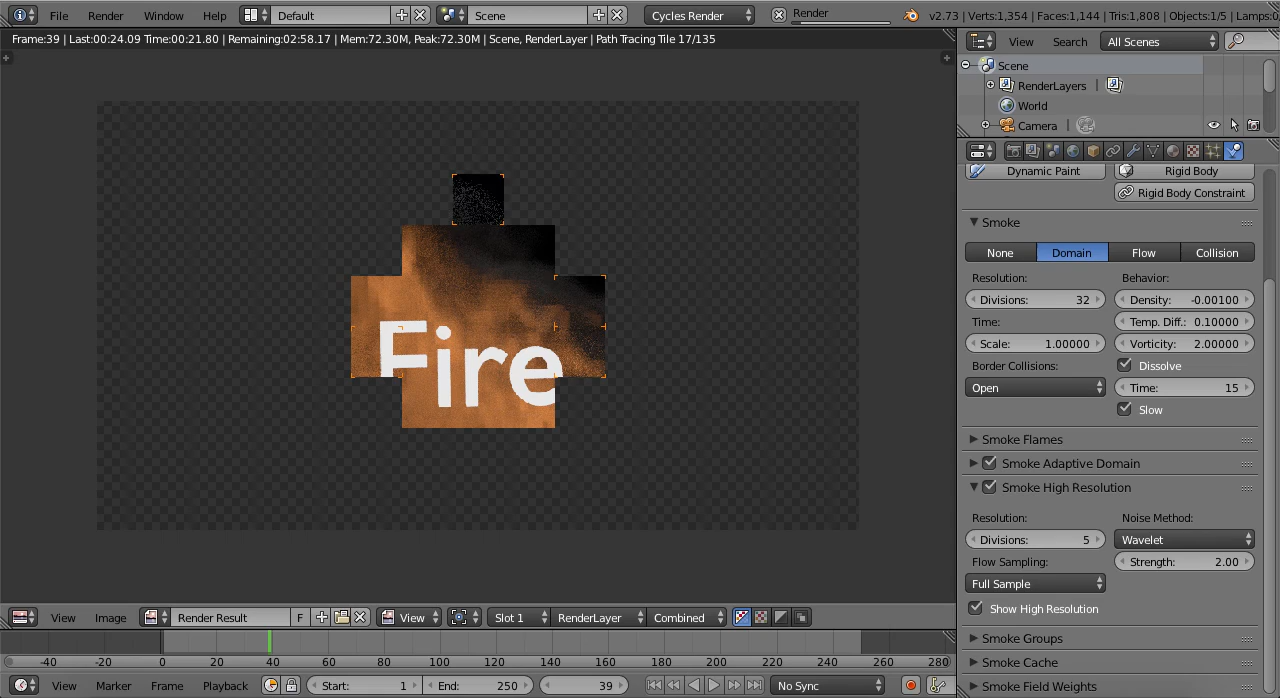 File Render Window Help Default Scene Cycles Render Render v2.73 | Verts:1,354 | Faces:1,144 | Tris:1,808 | Objects:1/5 | Lamps:0
Frame:39 | Last:00:24.09 Time:00:21.80 | Remaining:02:58.17 | Mem:72.30M, Peak:72.30M | Scene, RenderLayer | Path Tracing Tile 17/135
View Search All Scenes
Scene
RenderLayers |
World
Camera |
Dynamic Paint Rigid Body
Rigid Body Constraint
Smoke
None Domain Flow Collision
Resolution: Behavior:
Divisions: 32 Density: -0.00100
Time: Temp. Diff.: 0.10000
Scale: 1.00000 Vorticity: 2.00000
Border Collisions: Dissolve
Open Time: 15
Slow
Smoke Flames
Smoke Adaptive Domain
Smoke High Resolution
Resolution: Noise Method:
Divisions: 5 Wavelet
Flow Sampling: Strength: 2.00
Full Sample
Show High Resolution
Smoke Groups
Smoke Cache
Smoke Field Weights
Fire
View Image Render Result F View Slot 1 RenderLayer Combined
-40 -20 0 20 40 60 80 100 120 140 160 180 200 220 240 260 280
View Marker Frame Playback Start: 1 End: 250 39 No Sync